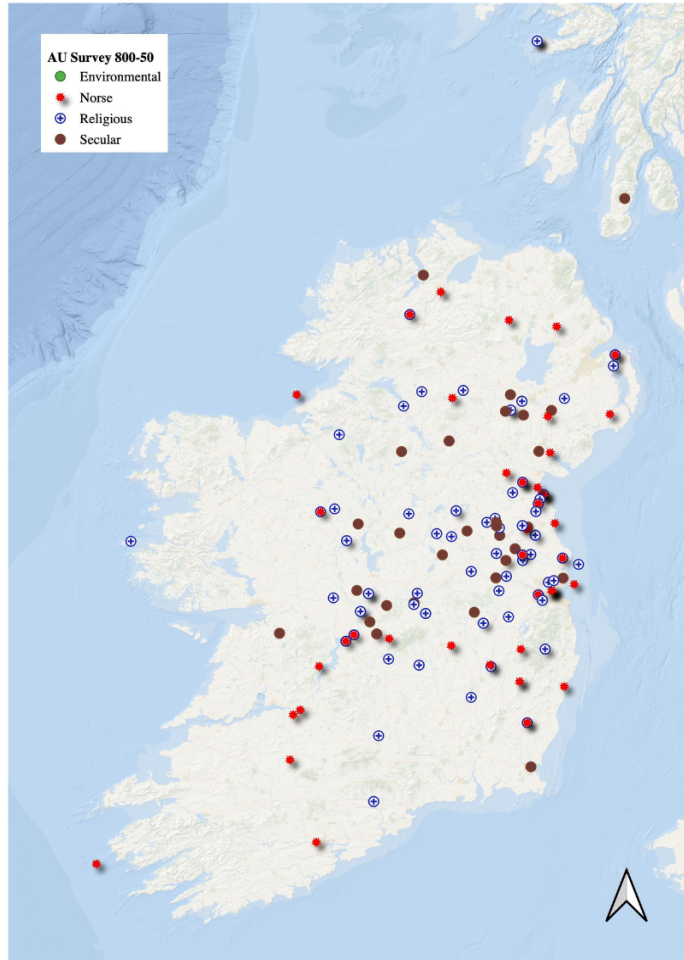 AU Survey 800-50
Environmental
Norse
Religious
Secular